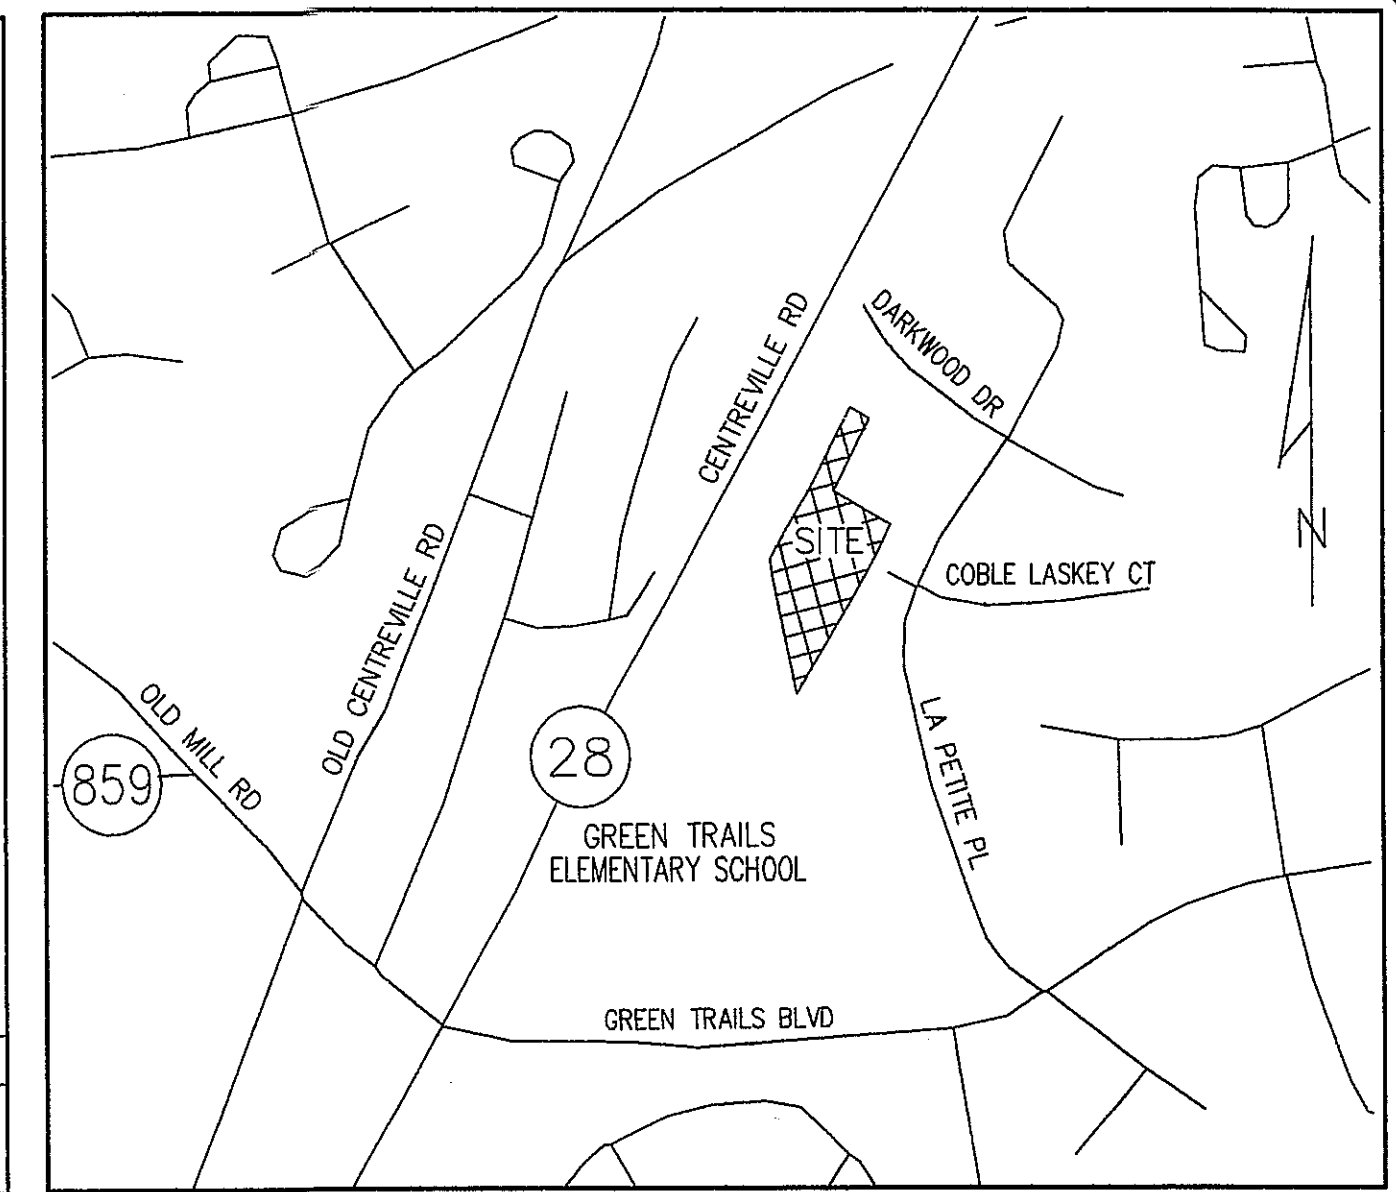 CENTREVILLE RD
DARKWOOD DR
SITE
N
COBLE LASKEY CT
OLD CENTREVILLE RD
OLD MILL RD
859
28
LA PETITE PL
GREEN TRAILS
ELEMENTARY SCHOOL
GREEN TRAILS BLVD